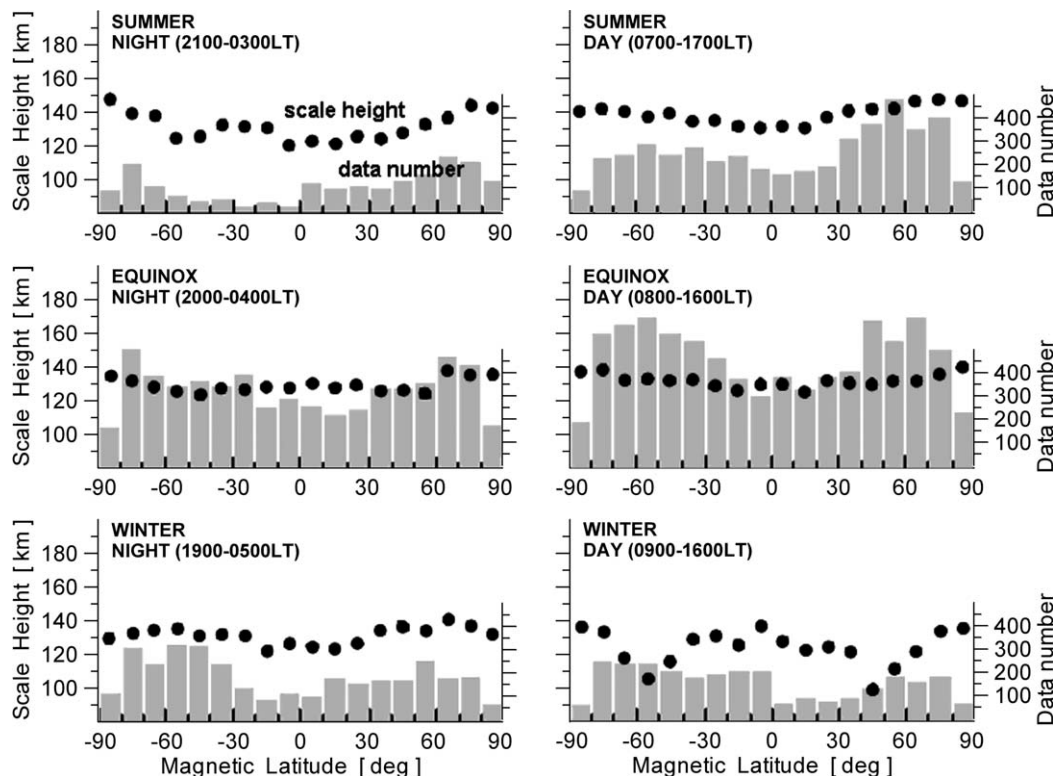 SUMMER
NIGHT (2100-0300LT)
Scale Height [ km ]
180
160
140
120
100
scale height
data number
-90 -60 -30 0 30 60 90
SUMMER
DAY (0700-1700LT)
400
300
200
100
Data number
-90 -60 -30 0 30 60 90
EQUINOX
NIGHT (2000-0400LT)
Scale Height [ km ]
180
160
140
120
100
-90 -60 -30 0 30 60 90
EQUINOX
DAY (0800-1600LT)
400
300
200
100
Data number
-90 -60 -30 0 30 60 90
WINTER
NIGHT (1900-0500LT)
Scale Height [ km ]
180
160
140
120
100
-90 -60 -30 0 30 60 90
Magnetic Latitude [ deg ]
WINTER
DAY (0900-1600LT)
400
300
200
100
Data number
-90 -60 -30 0 30 60 90
Magnetic Latitude [ deg ]